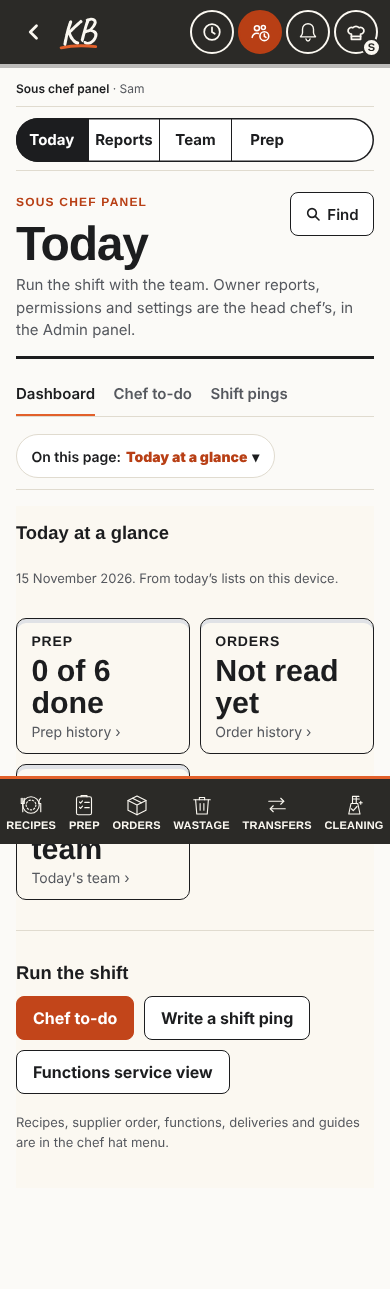 KB
S
Sous chef panel · Sam
Today
Reports
Team
Prep
SOUS CHEF PANEL
Find
Today
Run the shift with the team. Owner reports,
permissions and settings are the head chef's, in
the Admin panel.
Dashboard
Chef to-do
Shift pings
On this page: Today at a glance ▾
Today at a glance
15 November 2026. From today's lists on this device.
PREP
0 of 6
done
Prep history ›
ORDERS
Not read
yet
Order history ›
RECIPES
PREP
ORDERS
WASTAGE
TRANSFERS
CLEANING
team
Today's team ›
Run the shift
Chef to-do
Write a shift ping
Functions service view
Recipes, supplier order, functions, deliveries and guides
are in the chef hat menu.